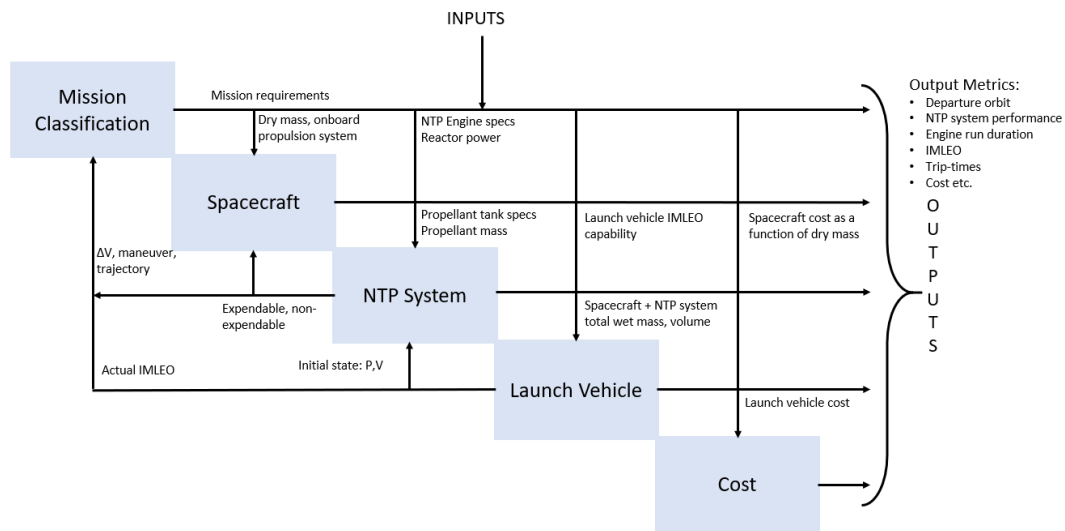 INPUTS
Mission
Classification
Mission requirements
Dry mass, onboard
propulsion system
NTP Engine specs
Reactor power
Output Metrics:
• Departure orbit
• NTP system performance
• Engine run duration
• IMLEO
• Trip-times
• Cost etc.
Spacecraft
Propellant tank specs
Propellant mass
Launch vehicle IMLEO
capability
Spacecraft cost as a
function of dry mass
ΔV, maneuver,
trajectory
NTP System
Expendable, non-
expendable
Spacecraft + NTP system
total wet mass, volume
Actual IMLEO
Initial state: P,V
Launch Vehicle
Launch vehicle cost
Cost
O
U
T
P
U
T
S